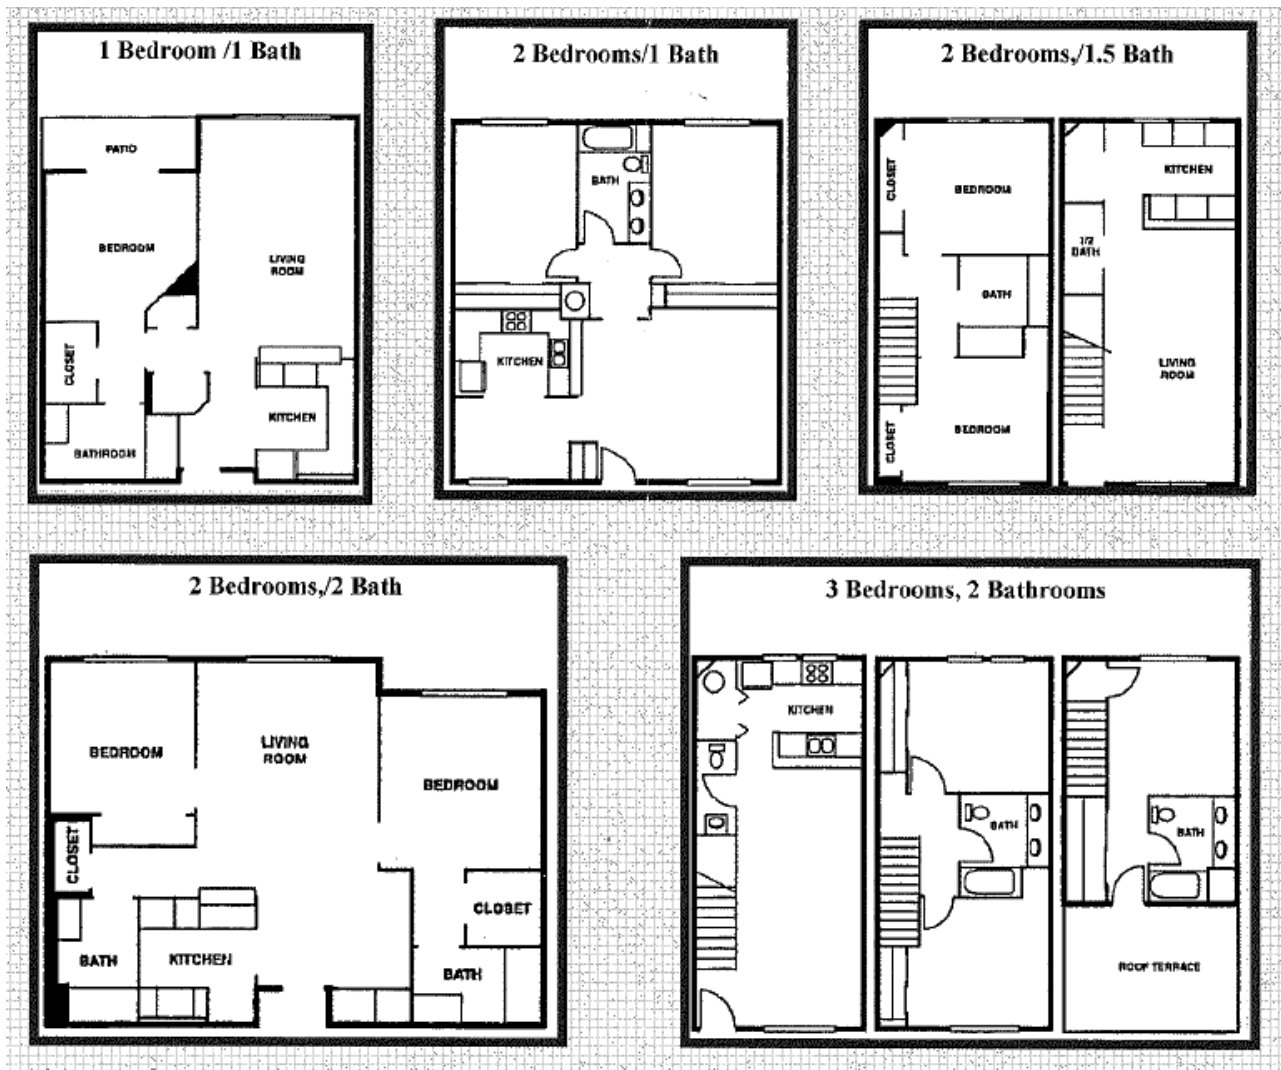 1 Bedroom /1 Bath
PATIO
BEDROOM
LIVING
ROOM
CLOSET
KITCHEN
BATHROOM
2 Bedrooms/1 Bath
BATH
KITCHEN
2 Bedrooms,/1.5 Bath
CLOSET
BEDROOM
BATH
CLOSET
BEDROOM
KITCHEN
1/2
BATH
LIVING
ROOM
2 Bedrooms,/2 Bath
BEDROOM
LIVING
ROOM
BEDROOM
CLOSET
CLOSET
BATH
KITCHEN
BATH
3 Bedrooms, 2 Bathrooms
KITCHEN
BATH
BATH
ROOF TERRACE